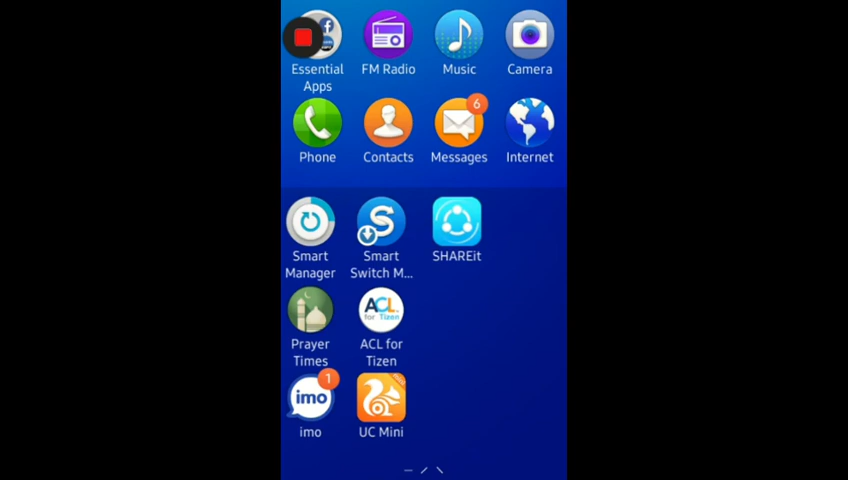 Essential Apps
FM Radio
Music
Camera
Phone
Contacts
6
Messages
Internet
Smart Manager
S
Smart Switch M...
SHAREit
Prayer Times
ACL
for Tizen
ACL for Tizen
1
imo
imo
UC Mini